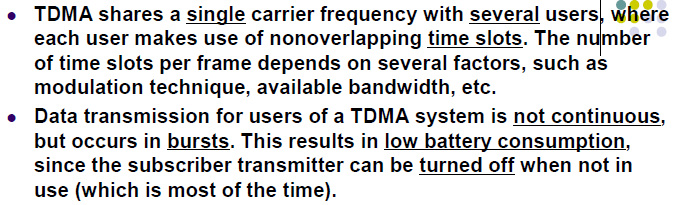 • TDMA shares a single carrier frequency with several users, where
each user makes use of nonoverlapping time slots. The number
of time slots per frame depends on several factors, such as
modulation technique, available bandwidth, etc.
• Data transmission for users of a TDMA system is not continuous,
but occurs in bursts. This results in low battery consumption,
since the subscriber transmitter can be turned off when not in
use (which is most of the time).